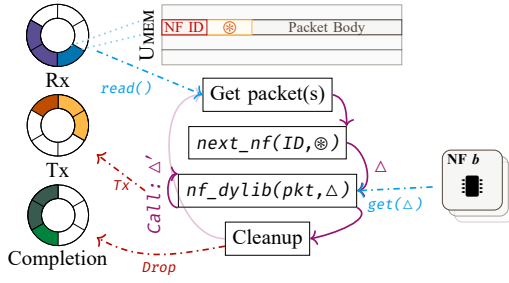 UMEM
NF ID ⊛ Packet Body
Rx
read()
Get packet(s)
next_nf(ID,⊛)
Tx
Tx
Call: △′
△
nf_dylib(pkt,△)
get(△)
NF b
Cleanup
Completion
Drop